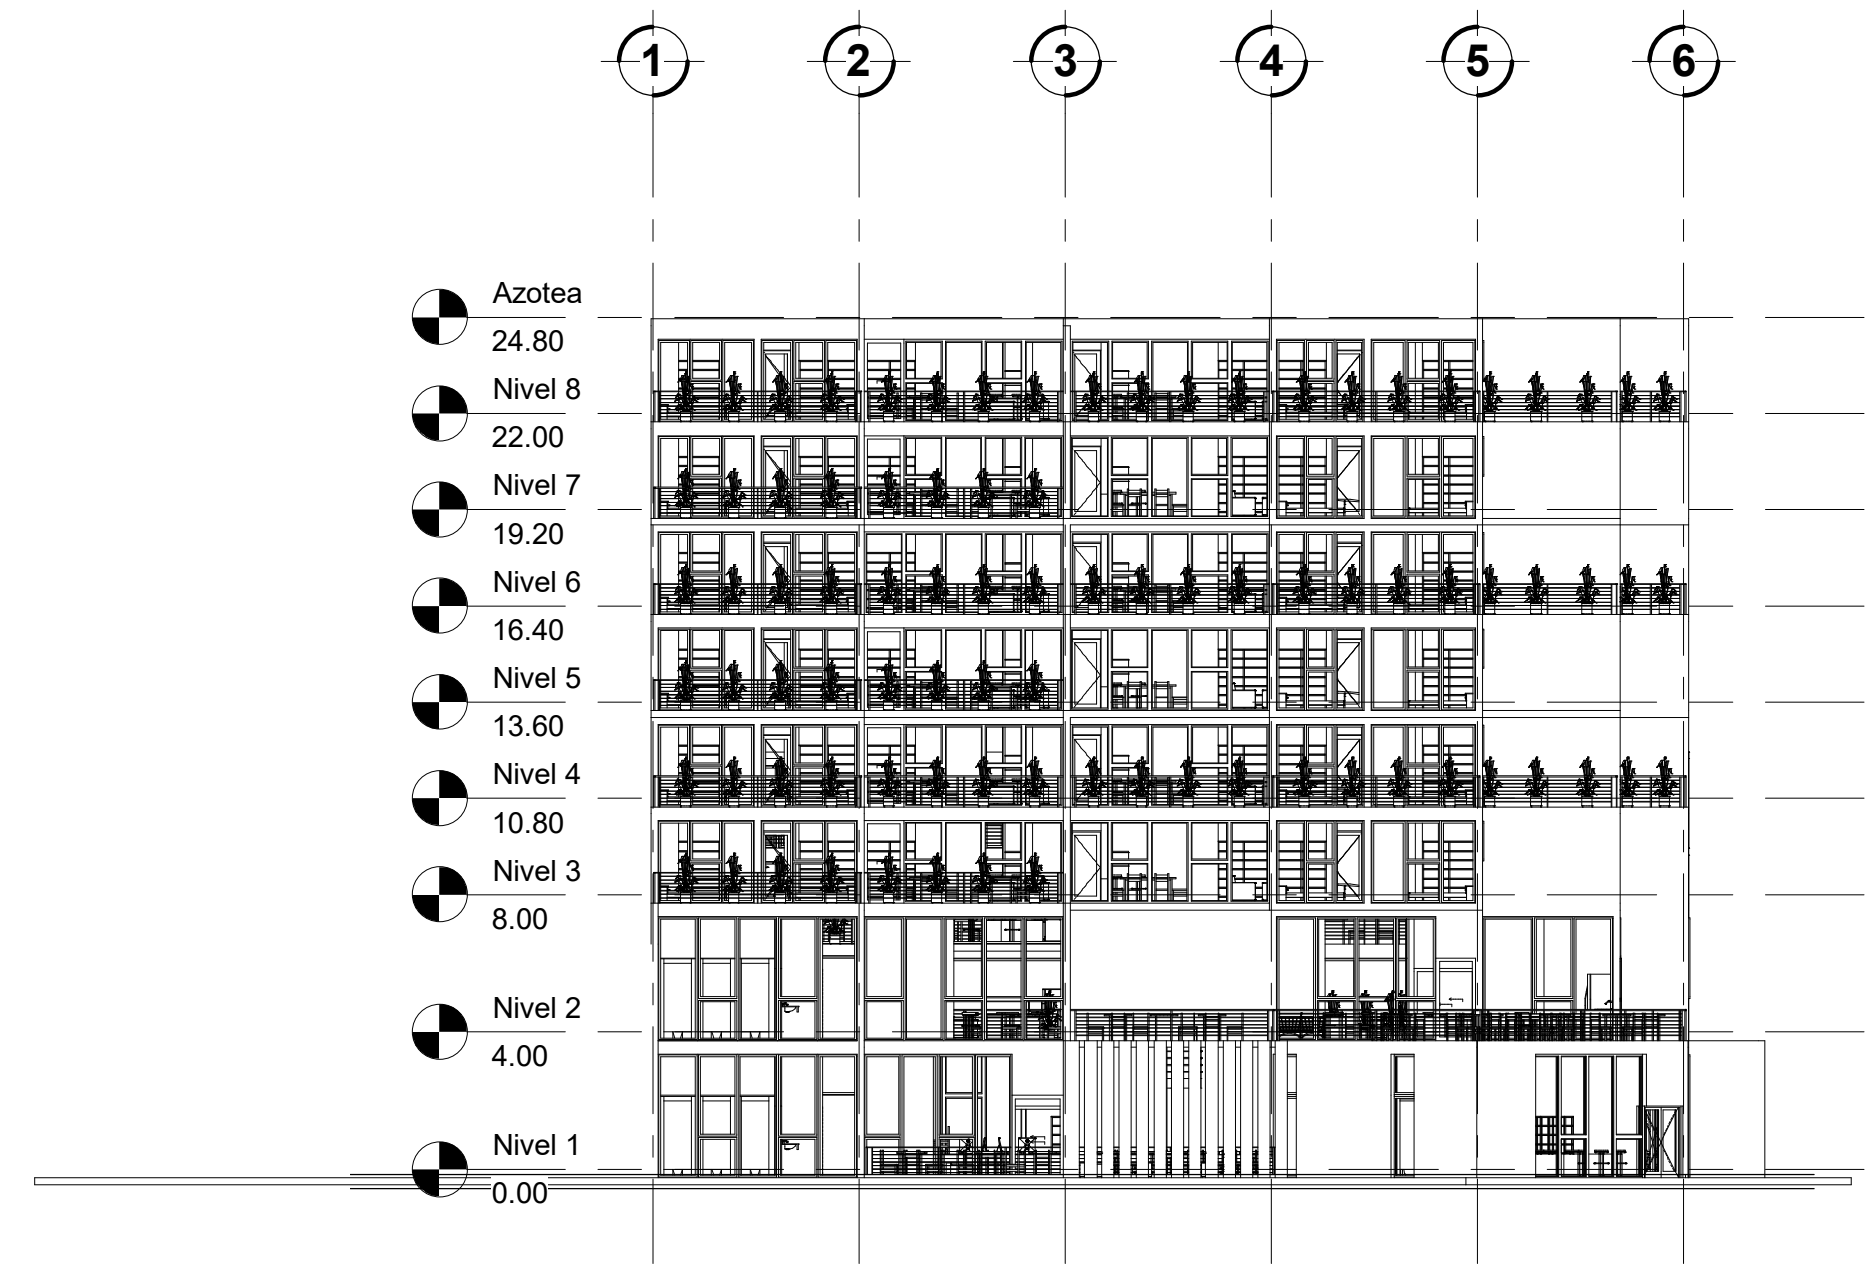 1 2 3 4 5 6
Azotea
24.80
Nivel 8
22.00
Nivel 7
19.20
Nivel 6
16.40
Nivel 5
13.60
Nivel 4
10.80
Nivel 3
8.00
Nivel 2
4.00
Nivel 1
0.00